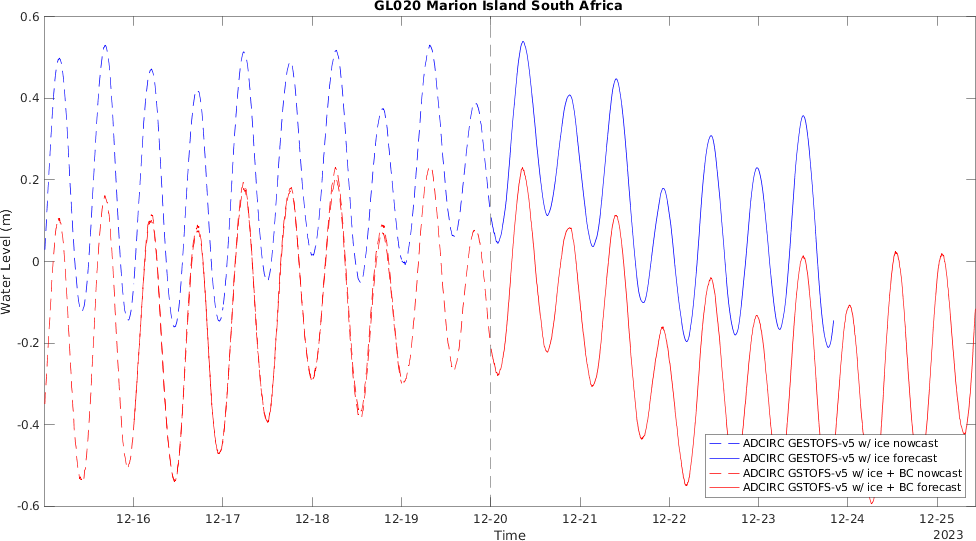 GL020 Marion Island South Africa
Water Level (m)
0.6
0.4
0.2
0
-0.2
-0.4
-0.6
12-16 12-17 12-18 12-19 12-20 12-21 12-22 12-23 12-24 12-25
Time
2023
ADCIRC GESTOFS-v5 w/ ice nowcast
ADCIRC GESTOFS-v5 w/ ice forecast
ADCIRC GSTOFS-v5 w/ ice + BC nowcast
ADCIRC GSTOFS-v5 w/ ice + BC forecast